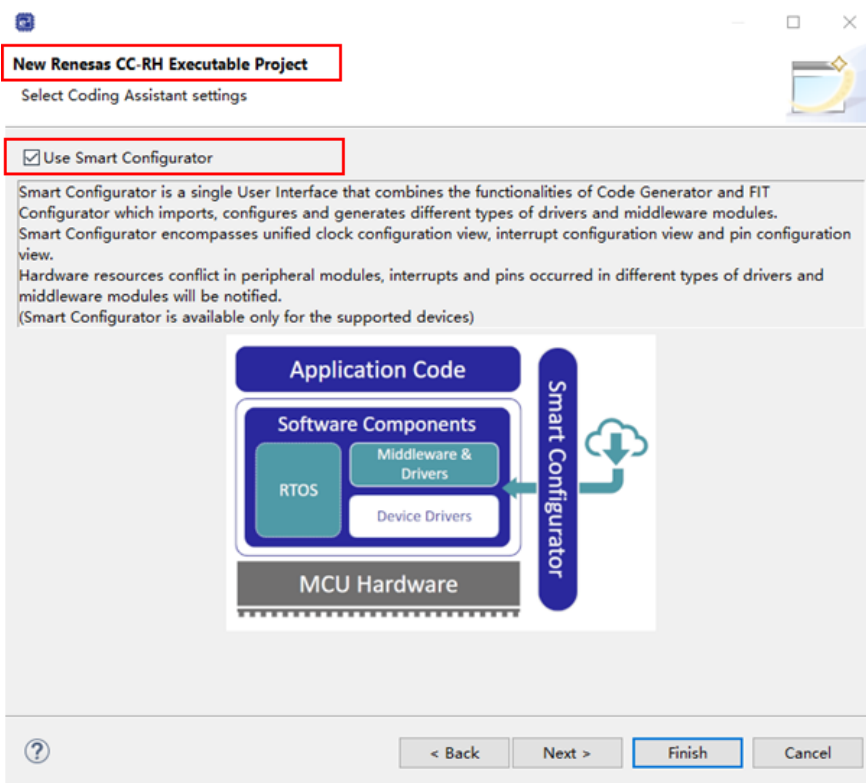 New Renesas CC-RH Executable Project
Select Coding Assistant settings
Use Smart Configurator
Smart Configurator is a single User Interface that combines the functionalities of Code Generator and FIT
Configurator which imports, configures and generates different types of drivers and middleware modules.
Smart Configurator encompasses unified clock configuration view, interrupt configuration view and pin configuration
view.
Hardware resources conflict in peripheral modules, interrupts and pins occurred in different types of drivers and
middleware modules will be notified.
(Smart Configurator is available only for the supported devices)
Application Code
Software Components
RTOS
Middleware &
Drivers
Device Drivers
MCU Hardware
Smart Configurator
?
< Back
Next >
Finish
Cancel